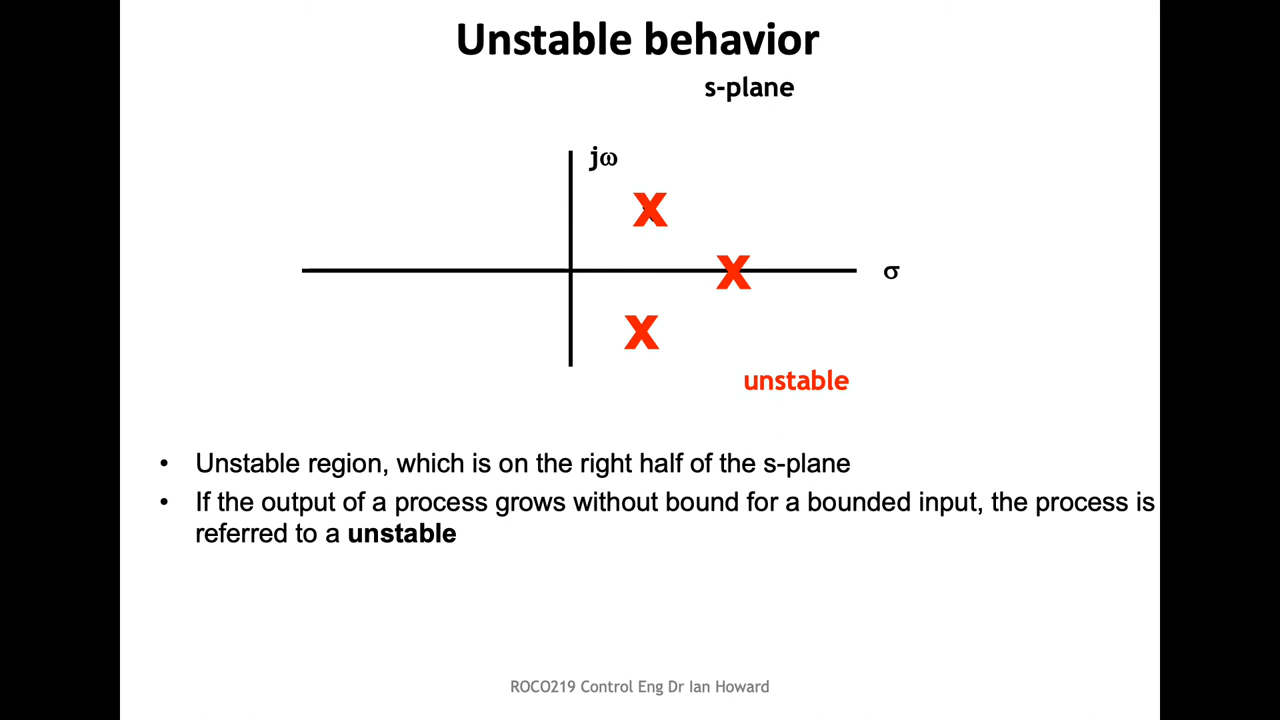 Unstable behavior
s-plane
jω
X
X
σ
X
unstable
• Unstable region, which is on the right half of the s-plane
• If the output of a process grows without bound for a bounded input, the process is
referred to a unstable
ROCO219 Control Eng Dr Ian Howard